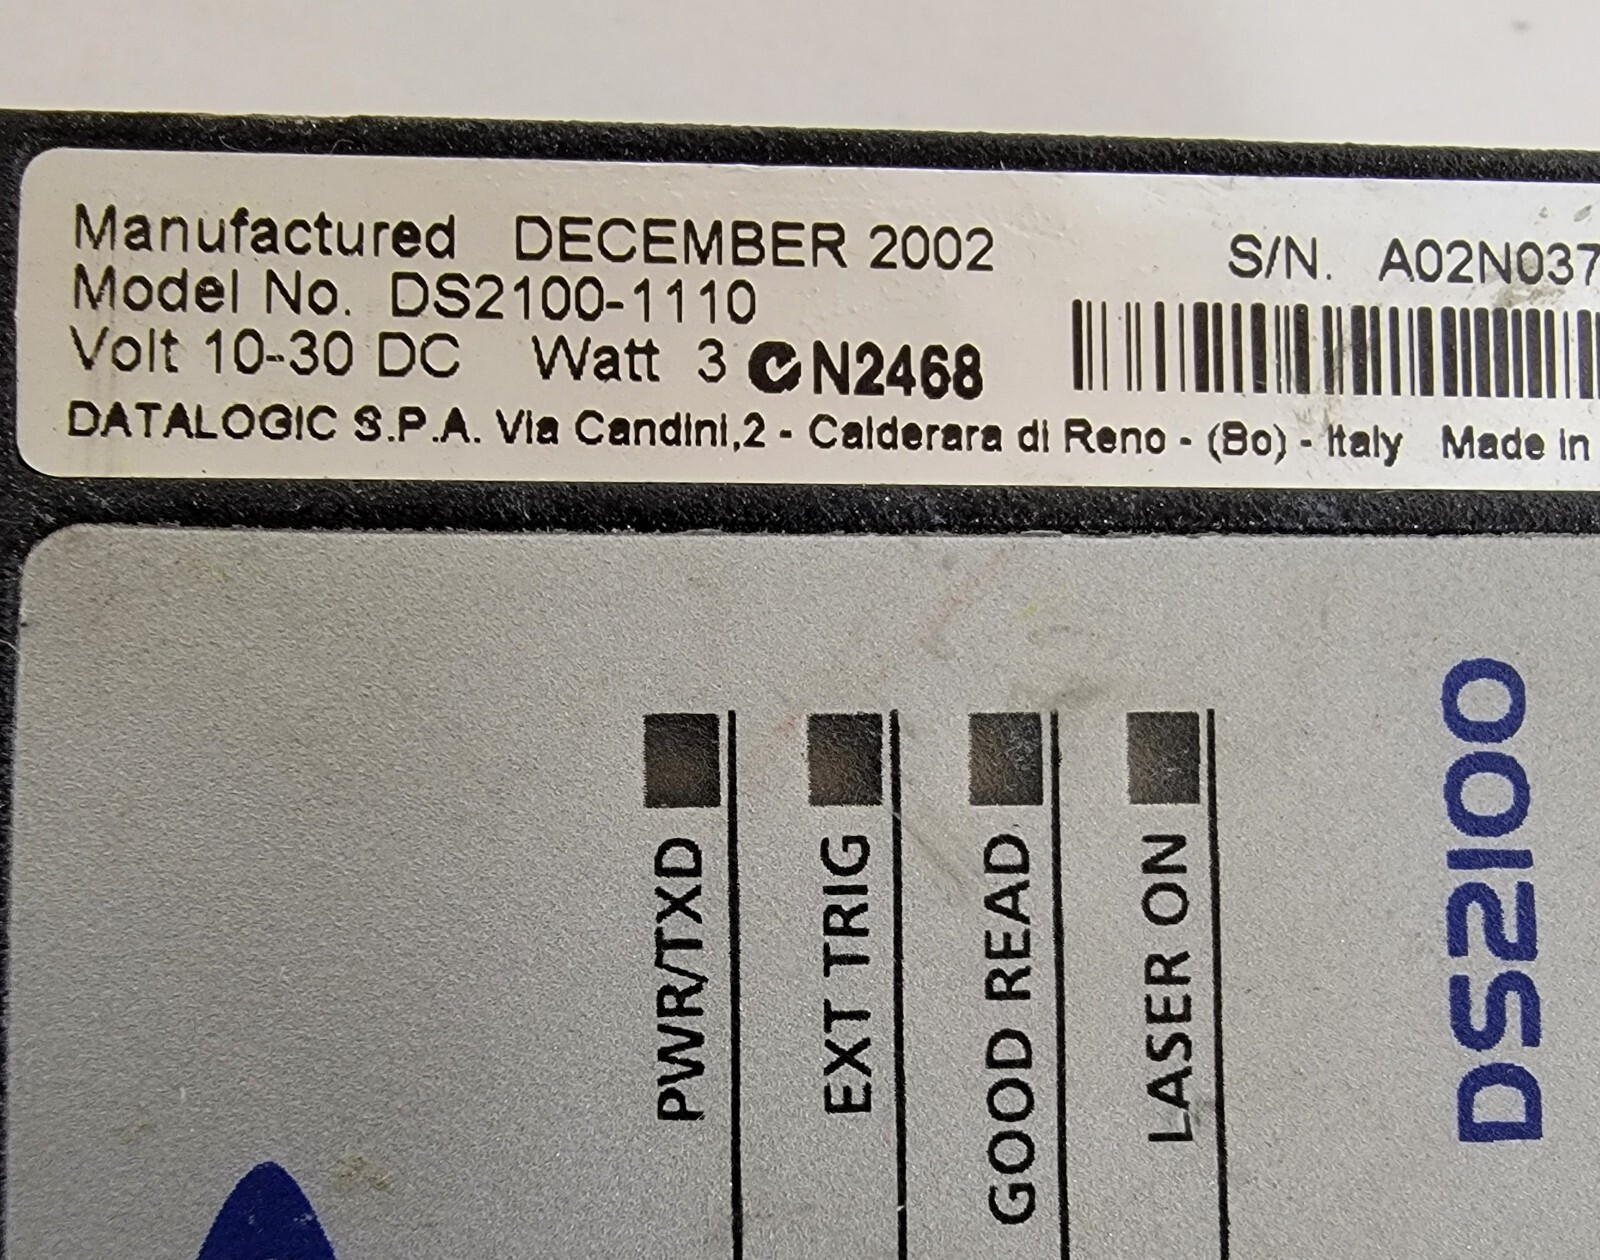 Manufactured DECEMBER 2002
S/N. A02N037
Model No. DS2100-1110
Volt 10-30 DC Watt 3 N2468
DATALOGIC S.P.A. Via Candini,2 - Calderara di Reno - (Bo) - Italy Made in
PWR/TXD
EXT TRIG
GOOD READ
LASER ON
DS2100